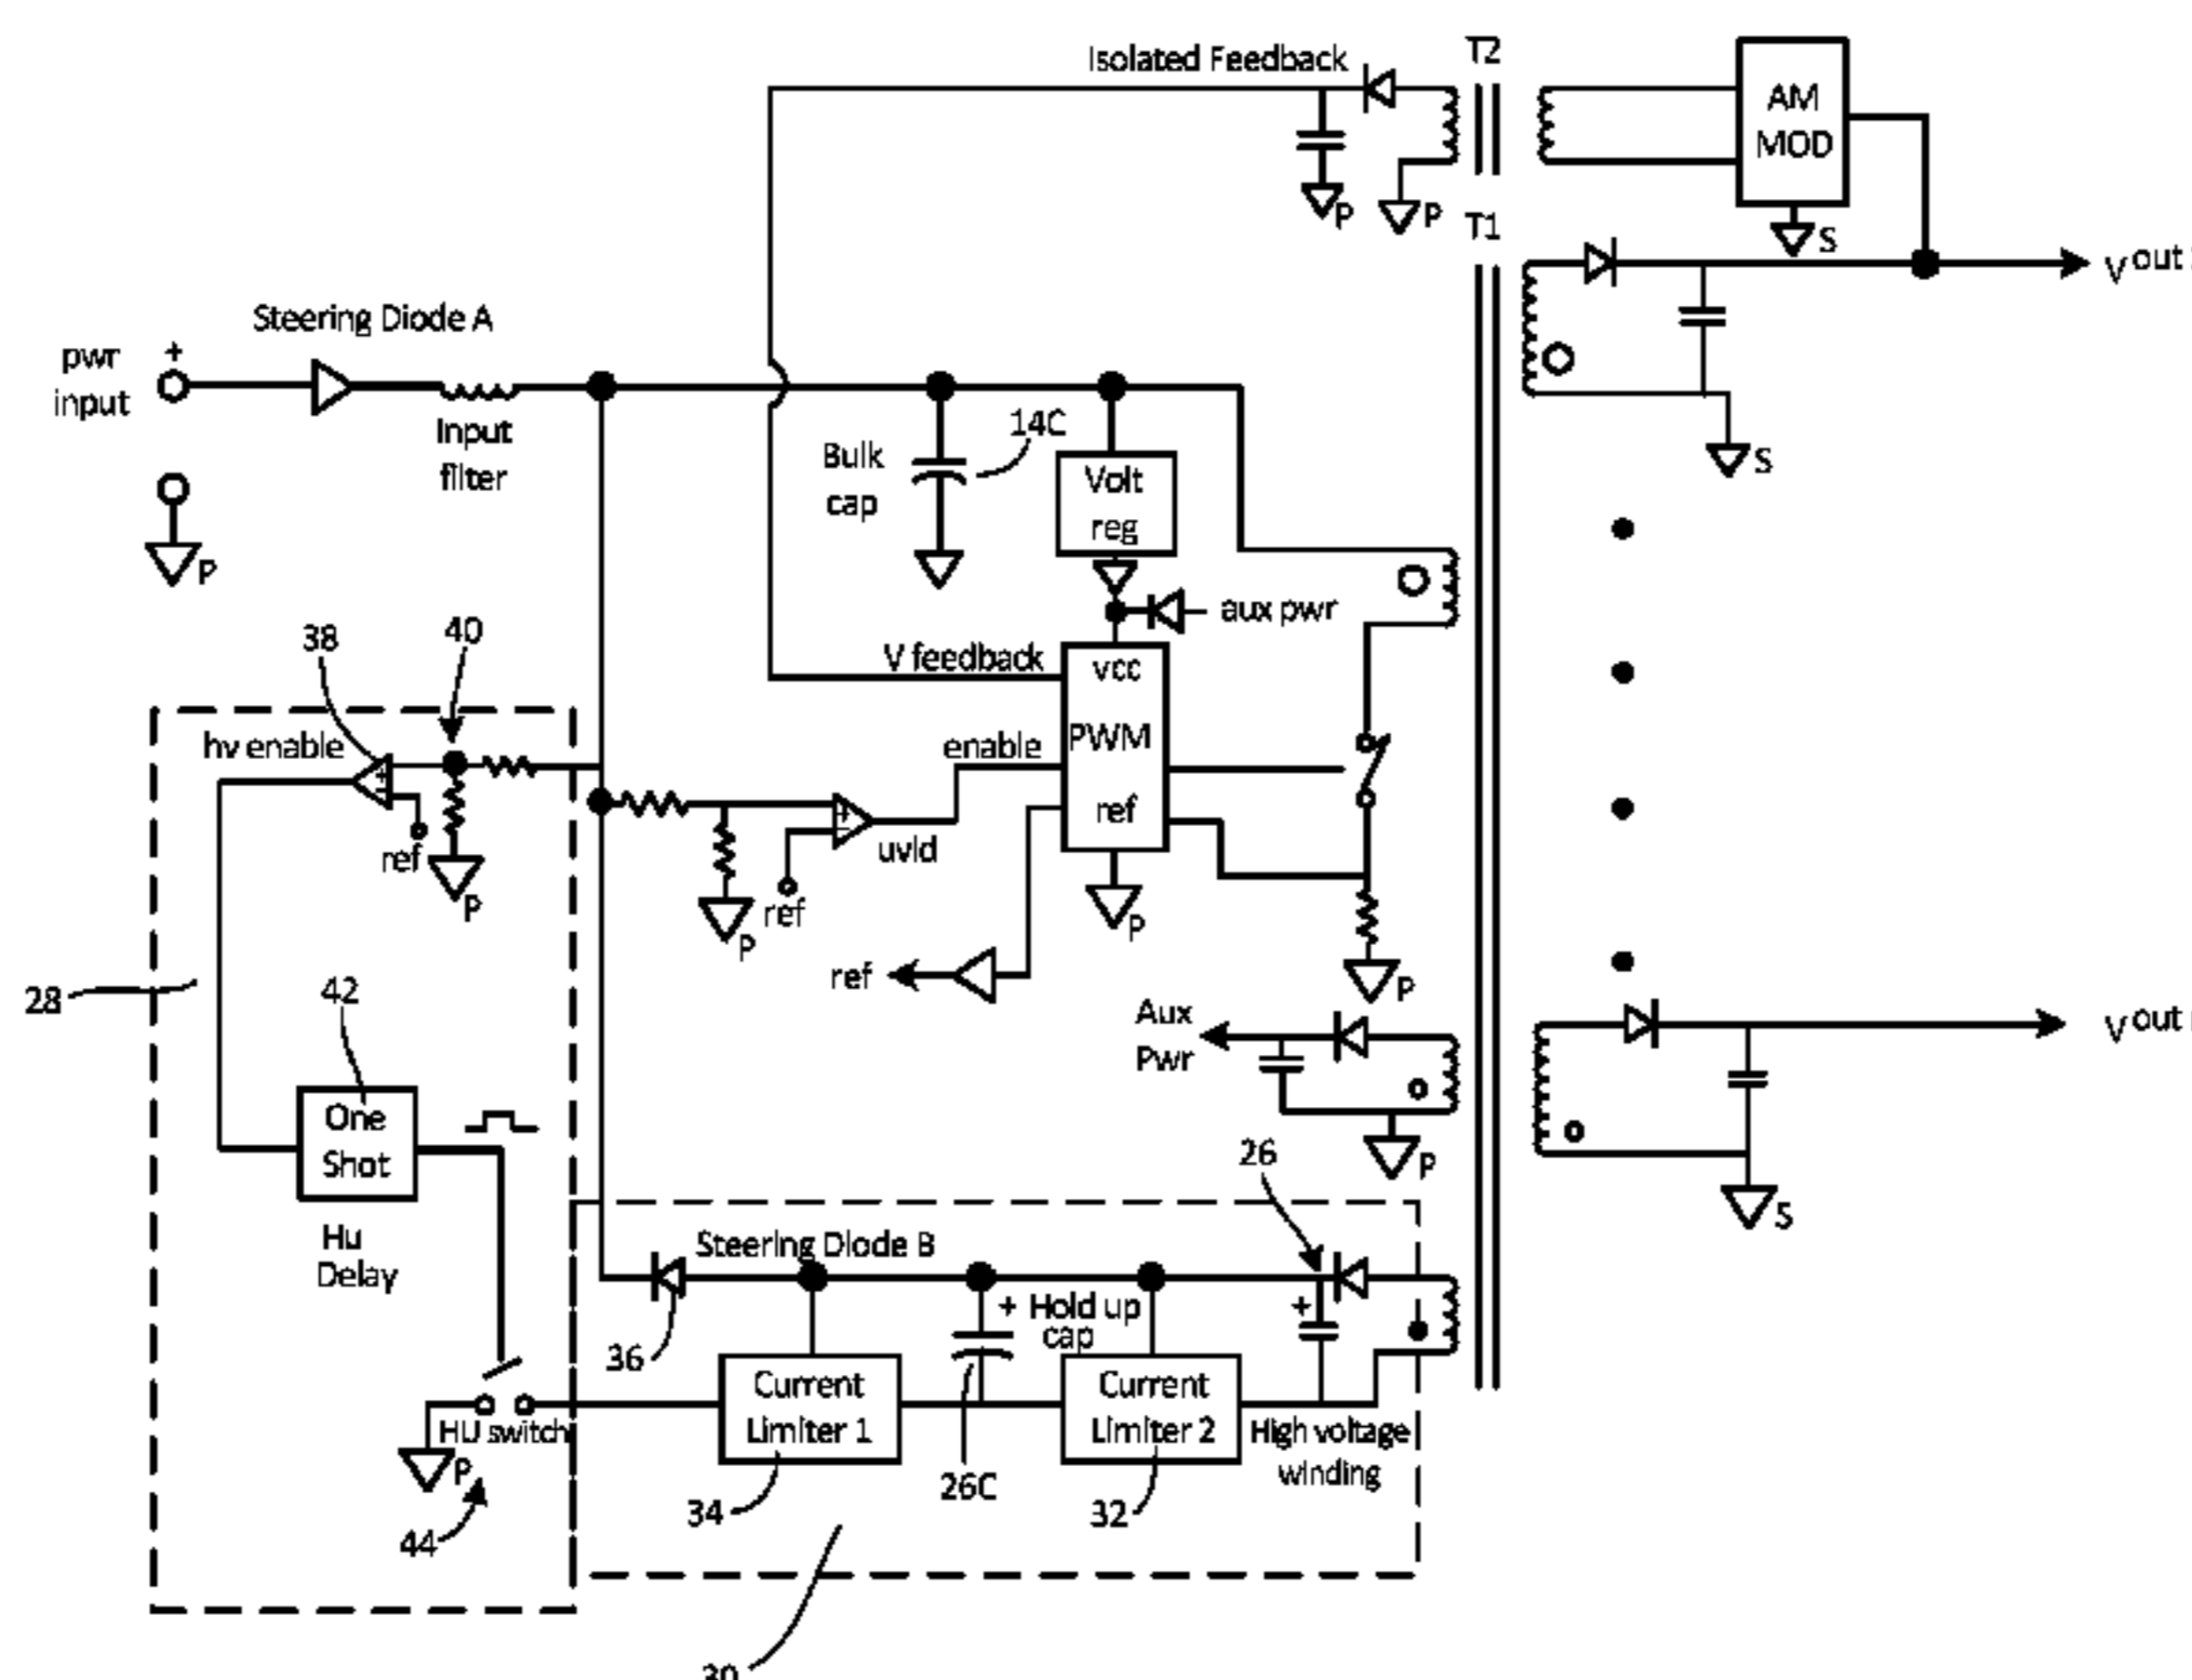 Isolated Feedback
T2
AM
MOD
P
P
S
T1
V out
Steering Diode A
pwr
input
+
Input
filter
P
Bulk
cap
14C
Volt
reg
S
aux pwr
V feedback
vcc
PWM
ref
enable
38
40
hv enable
+
ref
P
+
-
uvld
ref
P
P
ref
P
28
42
One
Shot
Hu
Delay
Aux
Pwr
P
V out
S
26
Steering Diode B
+ Hold up
cap
+
36
Current
Limiter 1
Current
Limiter 2
High voltage
winding
HU switch
P
44
34
26C
32